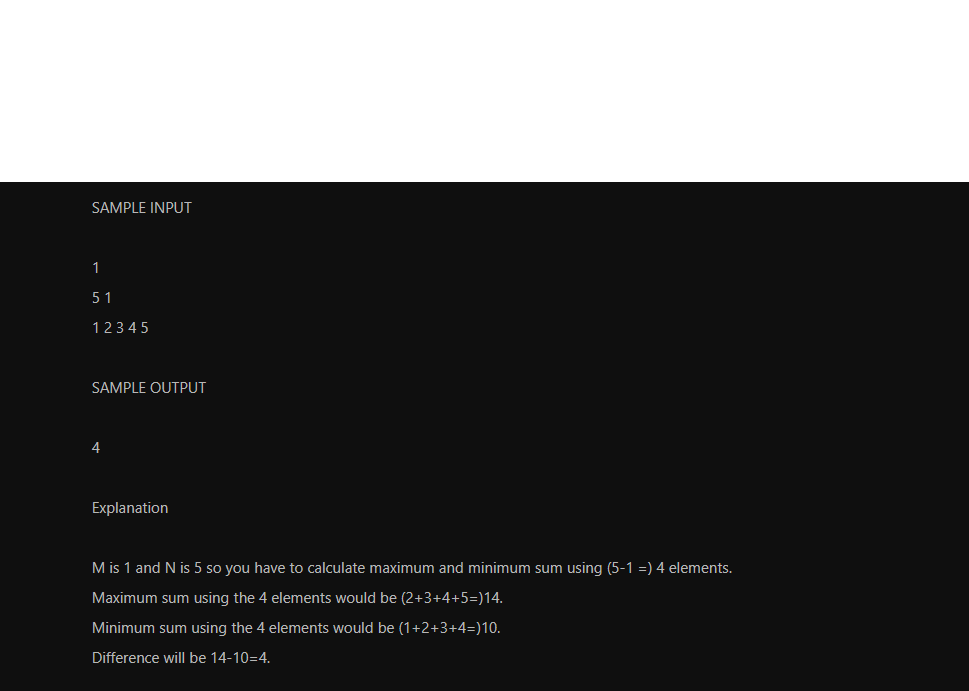 SAMPLE INPUT
1
5 1
1 2 3 4 5
SAMPLE OUTPUT
4
Explanation
M is 1 and N is 5 so you have to calculate maximum and minimum sum using (5-1 =) 4 elements.
Maximum sum using the 4 elements would be (2+3+4+5=)14.
Minimum sum using the 4 elements would be (1+2+3+4=)10.
Difference will be 14-10=4.